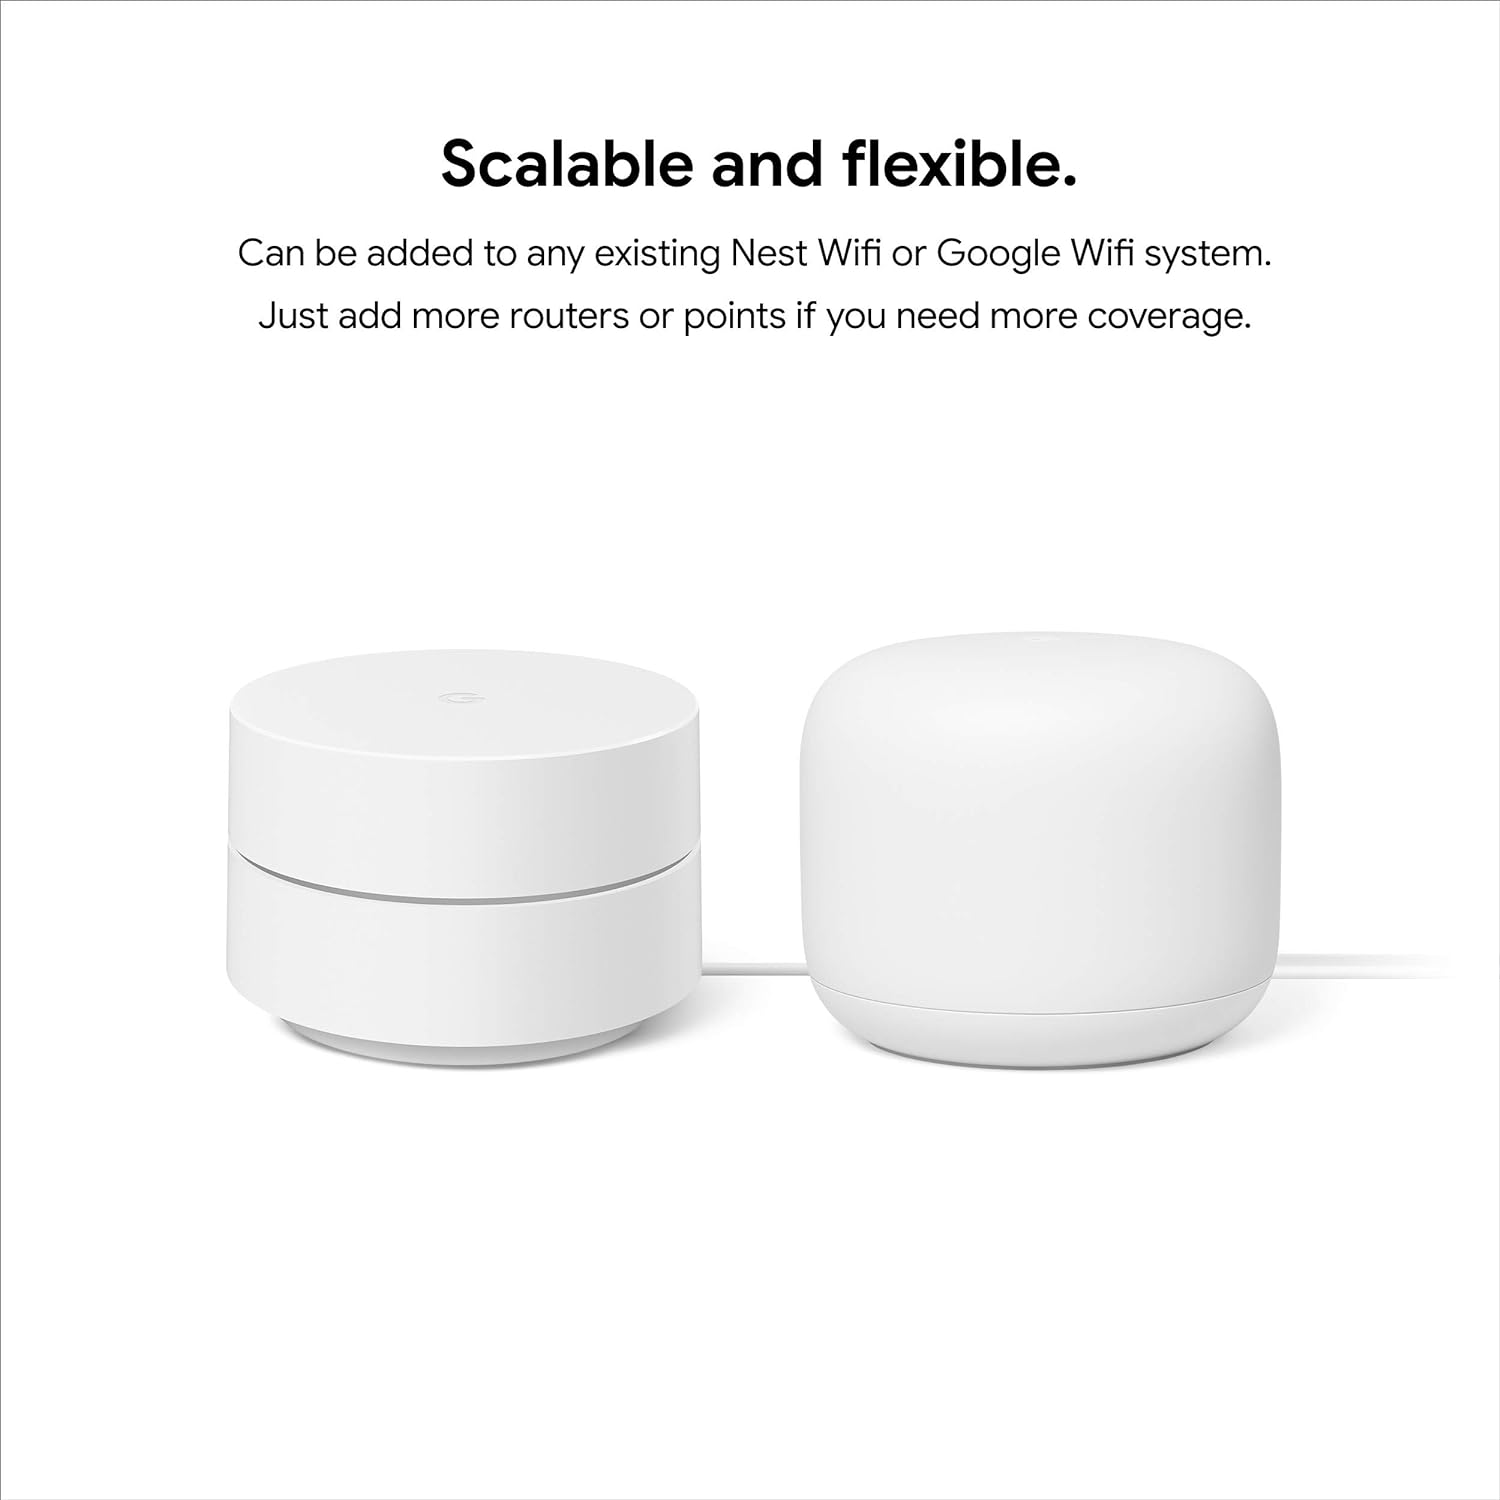 Scalable and flexible.
Can be added to any existing Nest Wifi or Google Wifi system.
Just add more routers or points if you need more coverage.
G